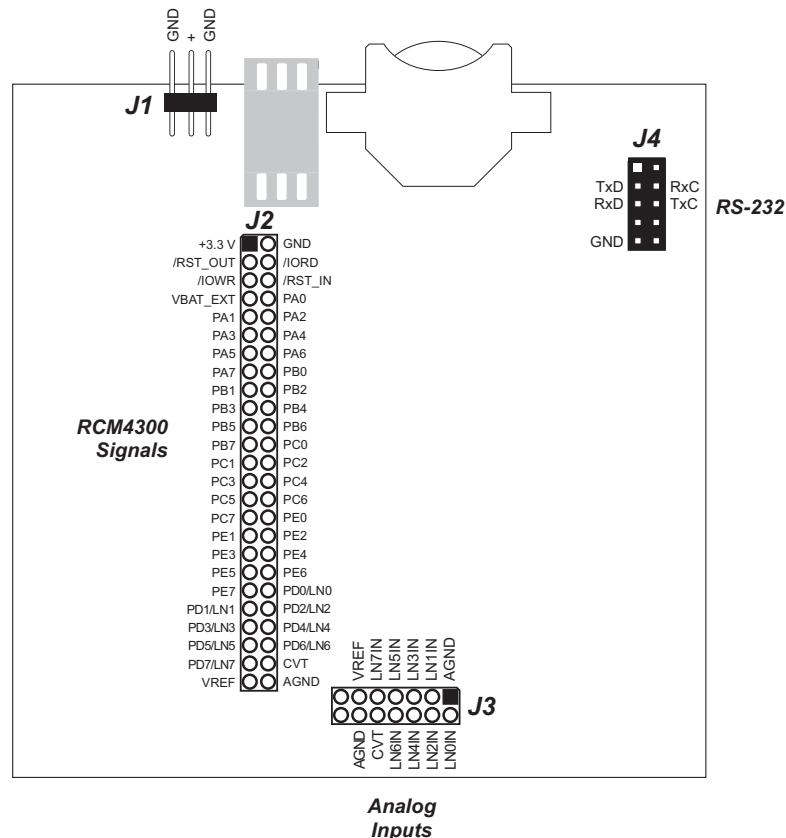 GND
+
GND
J1
J4
TxD
RxC
RxD
TxC
GND
RS-232
J2
+3.3 V
GND
/RST_OUT
/IORD
/IOWR
/RST_IN
VBAT_EXT
PA0
PA1
PA2
PA3
PA4
PA5
PA6
PA7
PB0
PB1
PB2
PB3
PB4
PB5
PB6
PB7
PC0
PC1
PC2
PC3
PC4
PC5
PC6
PC7
PE0
PE1
PE2
PE3
PE4
PE5
PE6
PE7
PD0/LN0
PD1/LN1
PD2/LN2
PD3/LN3
PD4/LN4
PD5/LN5
PD6/LN6
PD7/LN7
CVT
VREF
AGND
RCM4300
Signals
VREF
LN7IN
LN5IN
LN3IN
LN1IN
AGND
J3
AGND
CVT
LN6IN
LN4IN
LN2IN
LN0IN
Analog
Inputs